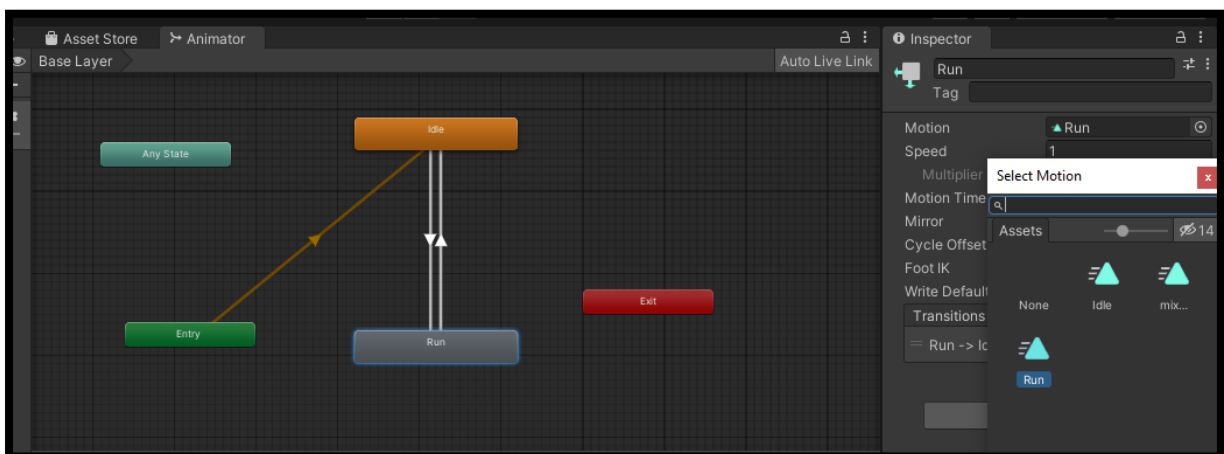 Asset Store
Animator
Inspector
Base Layer
Auto Live Link
Run
Tag
Motion
Run
Speed
1
Multiplier
Motion Time
Mirror
Cycle Offset
Foot IK
Write Default
Transitions
Run -> Id
Select Motion
Assets
14
None
Idle
mix...
Run
Idle
Any State
Exit
Entry
Run